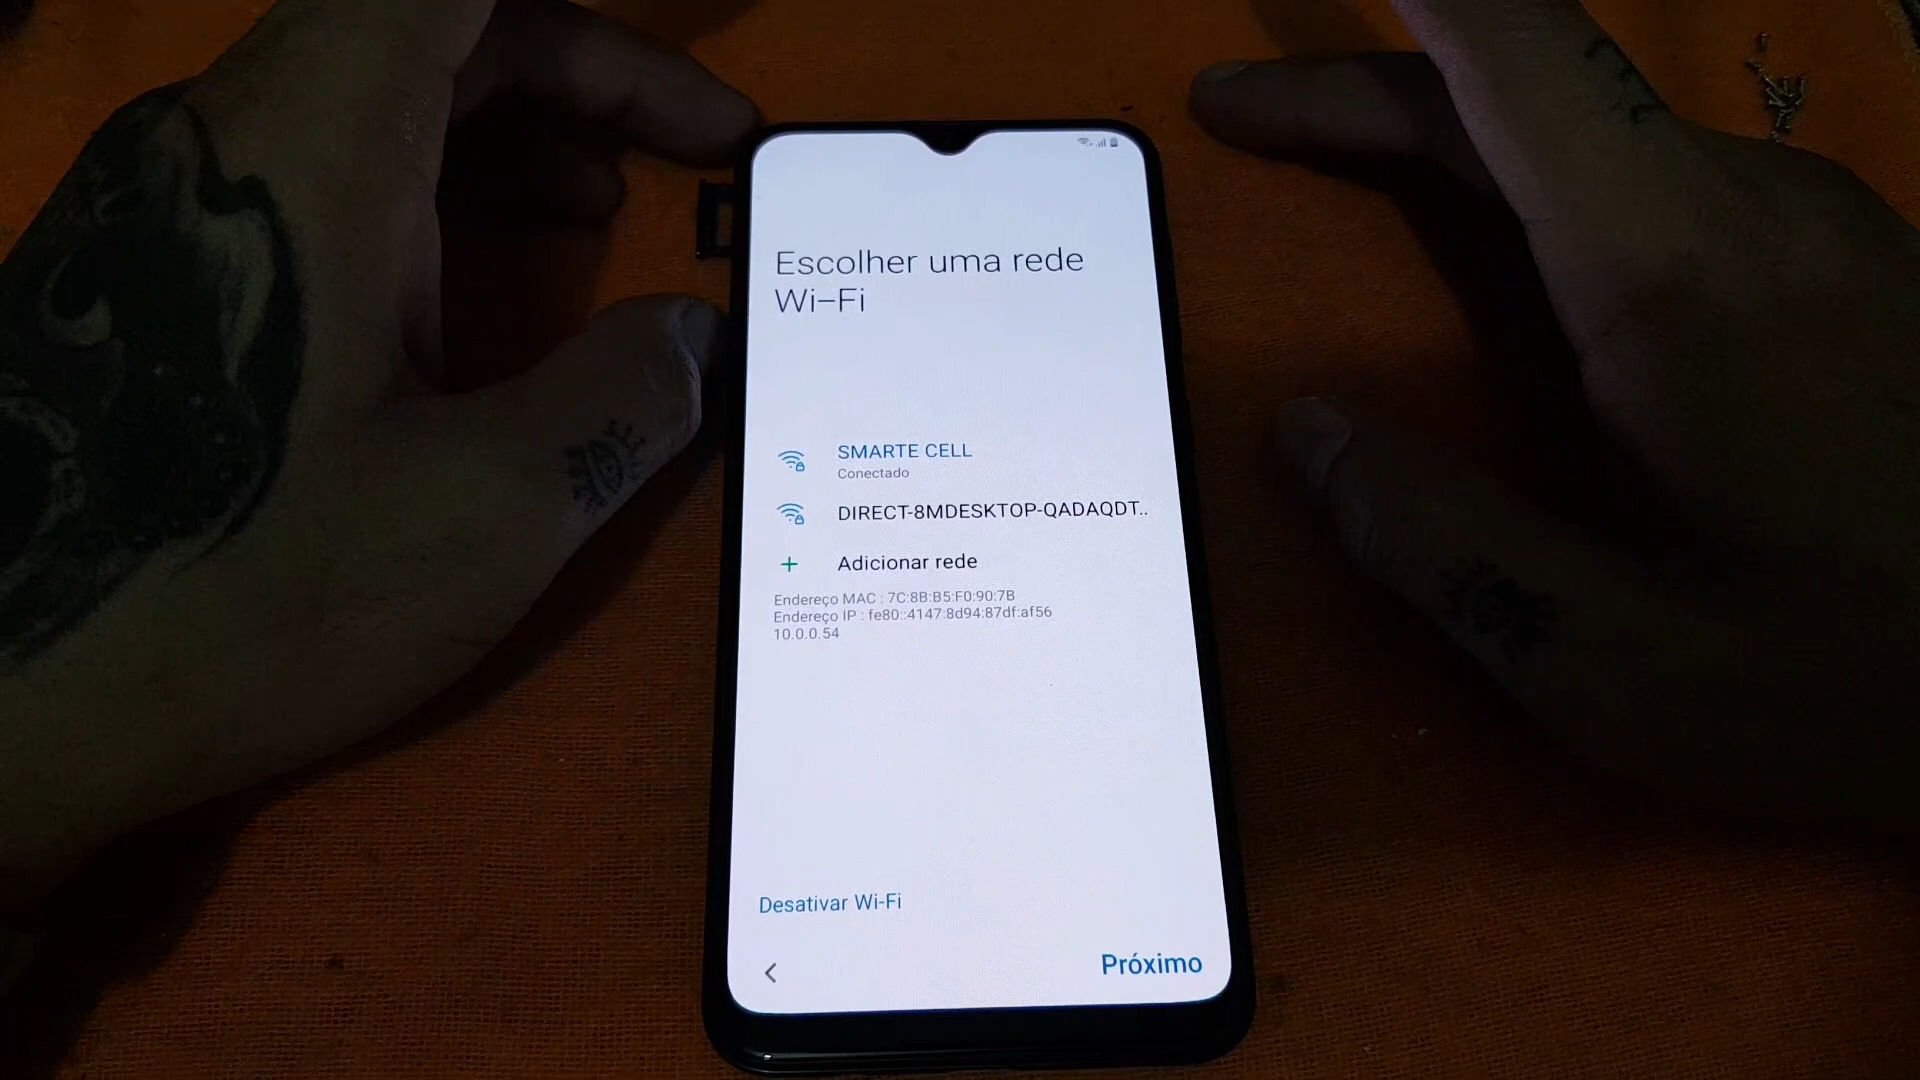 Escolher uma rede
Wi-Fi
SMARTE CELL
Conectado
DIRECT-8MDESKTOP-QADAQDT..
Adicionar rede
Endereço MAC : 7C:8B:B5:F0:90:7B
Endereço IP : fe80::4147:8d94:87df:af56
10.0.0.54
Desativar Wi-Fi
Próximo